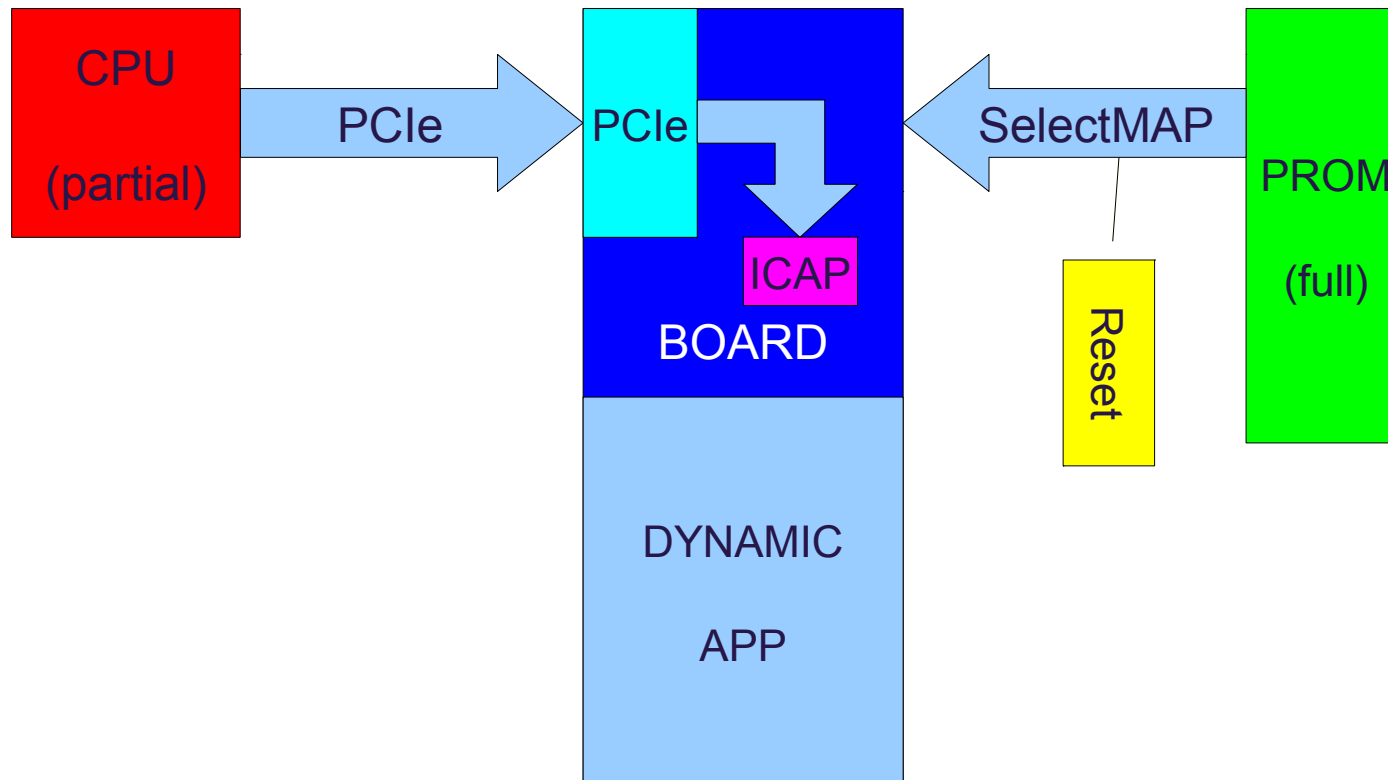 CPU
(partial)
PCIe
PCIe
ICAP
BOARD
DYNAMIC
APP
SelectMAP
Reset
PROM
(full)